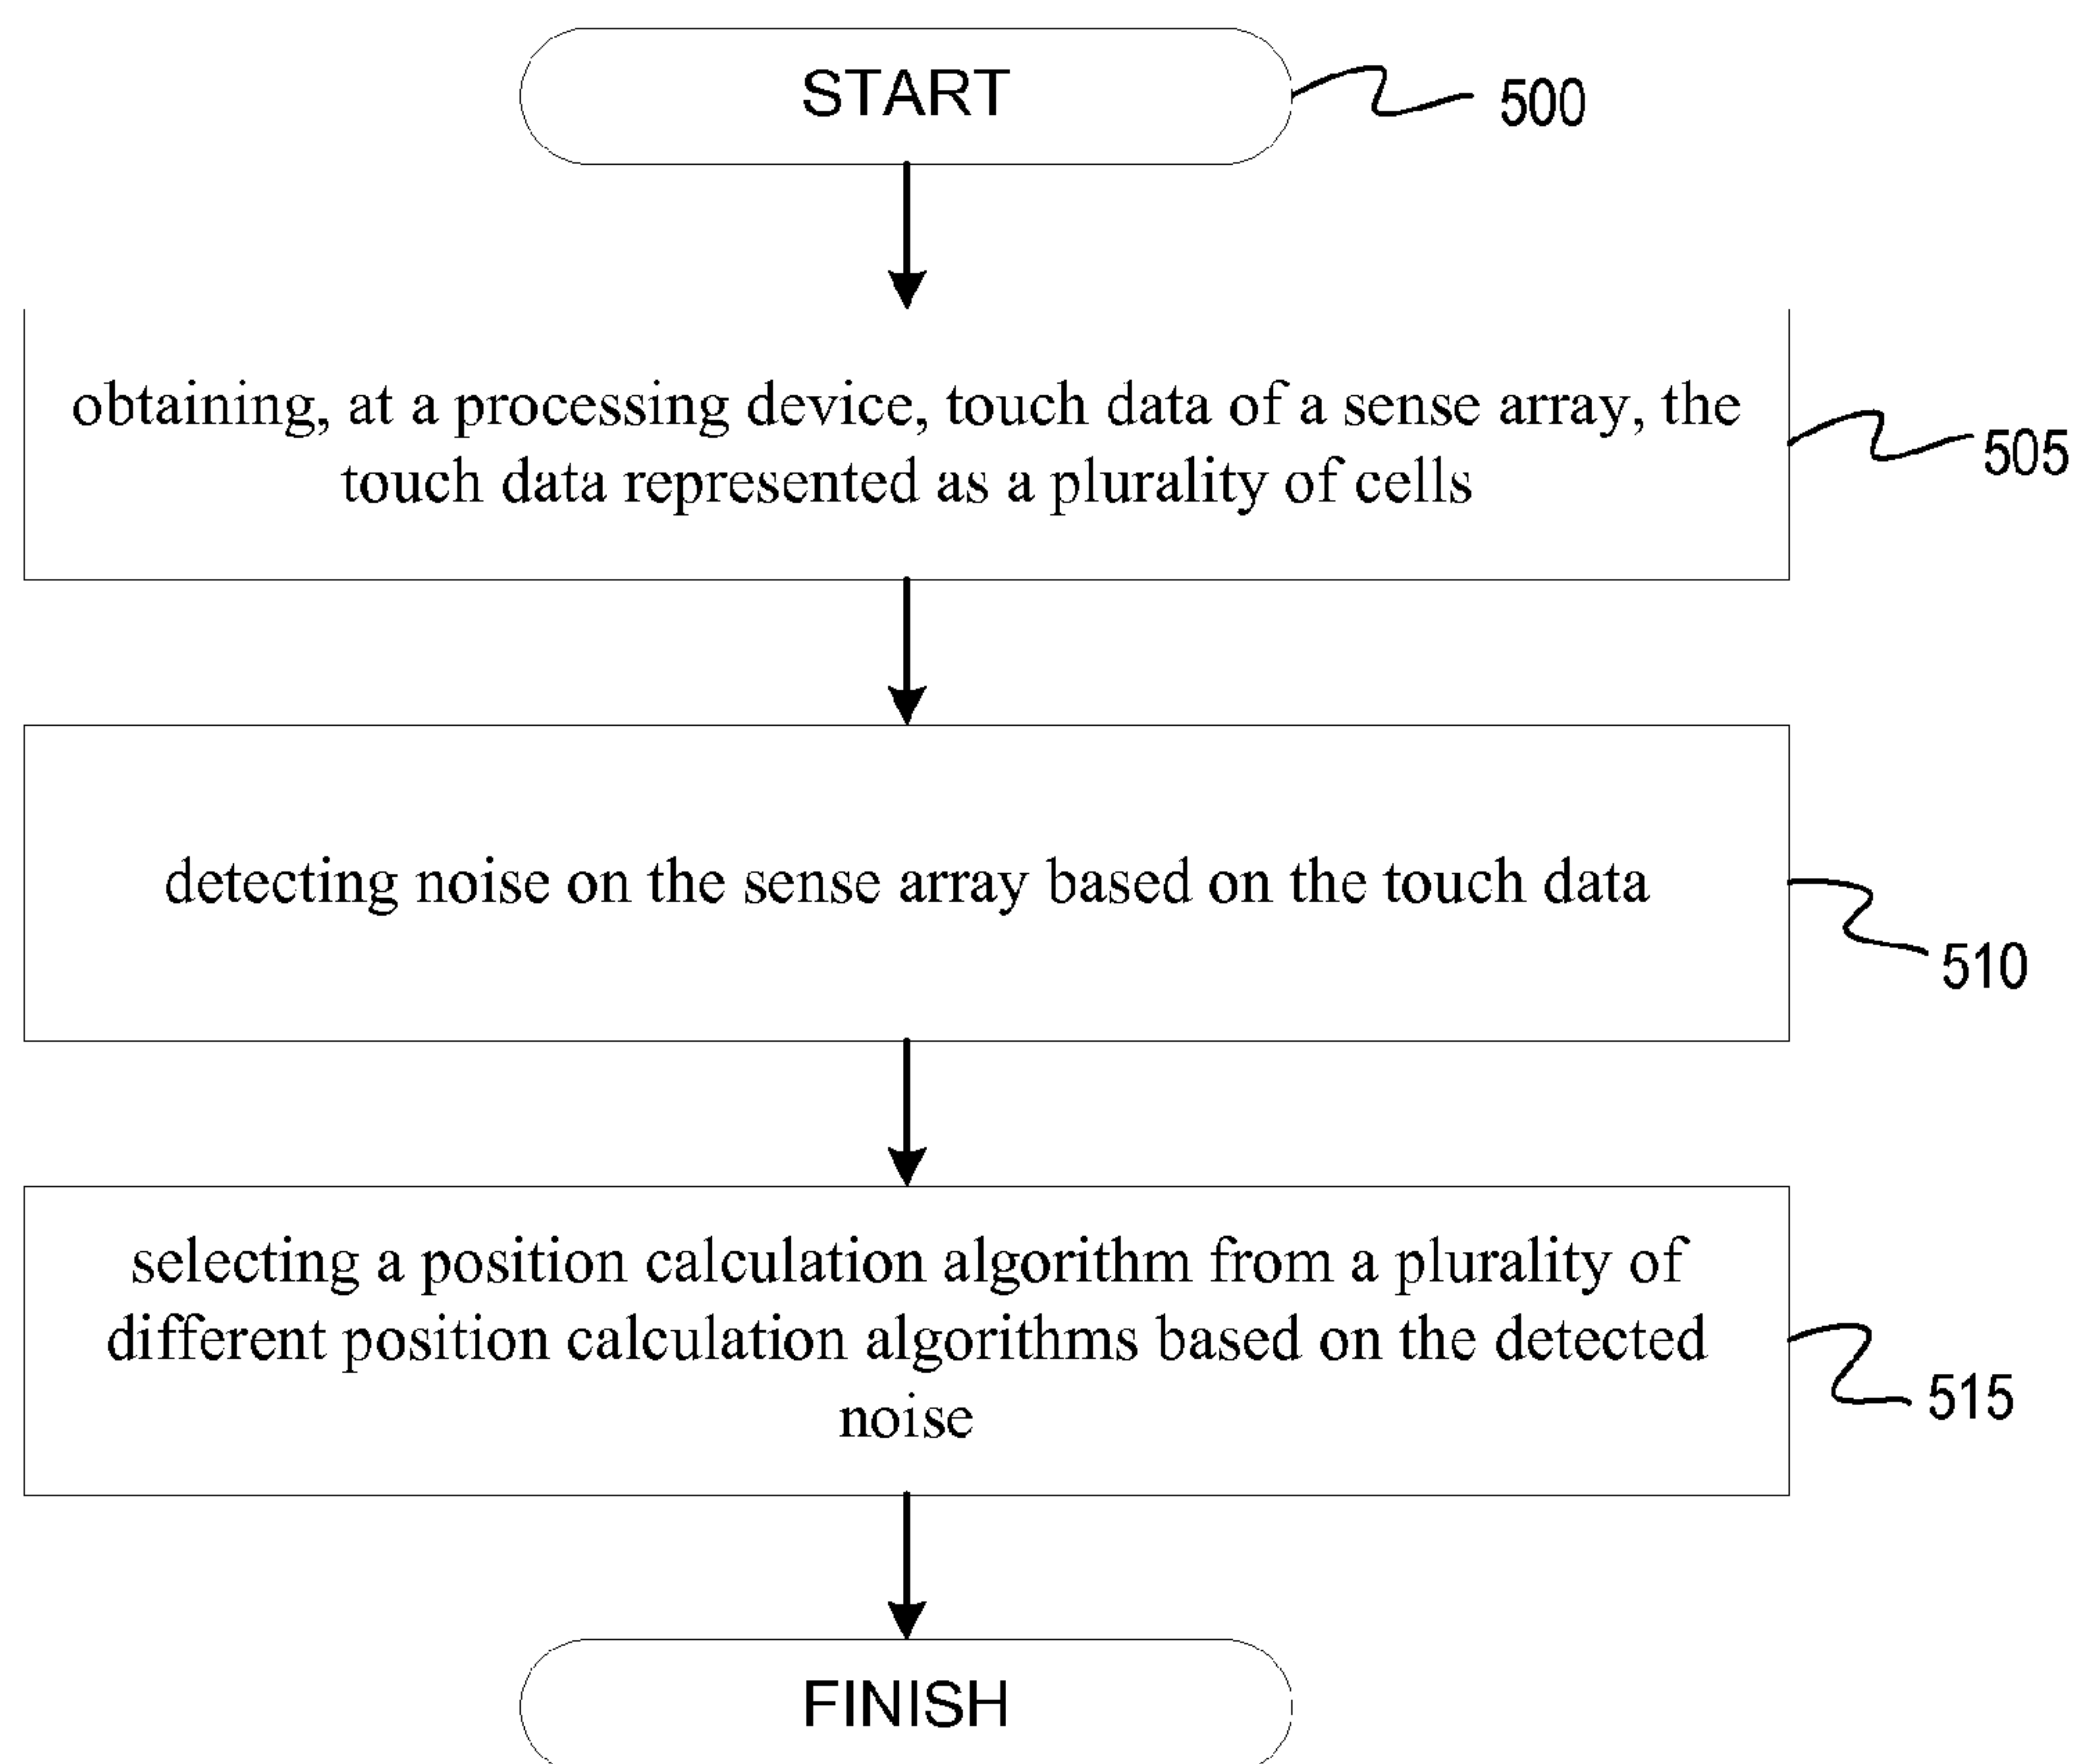 START
500
obtaining, at a processing device, touch data of a sense array, the
touch data represented as a plurality of cells
505
detecting noise on the sense array based on the touch data
510
selecting a position calculation algorithm from a plurality of
different position calculation algorithms based on the detected
noise
515
FINISH